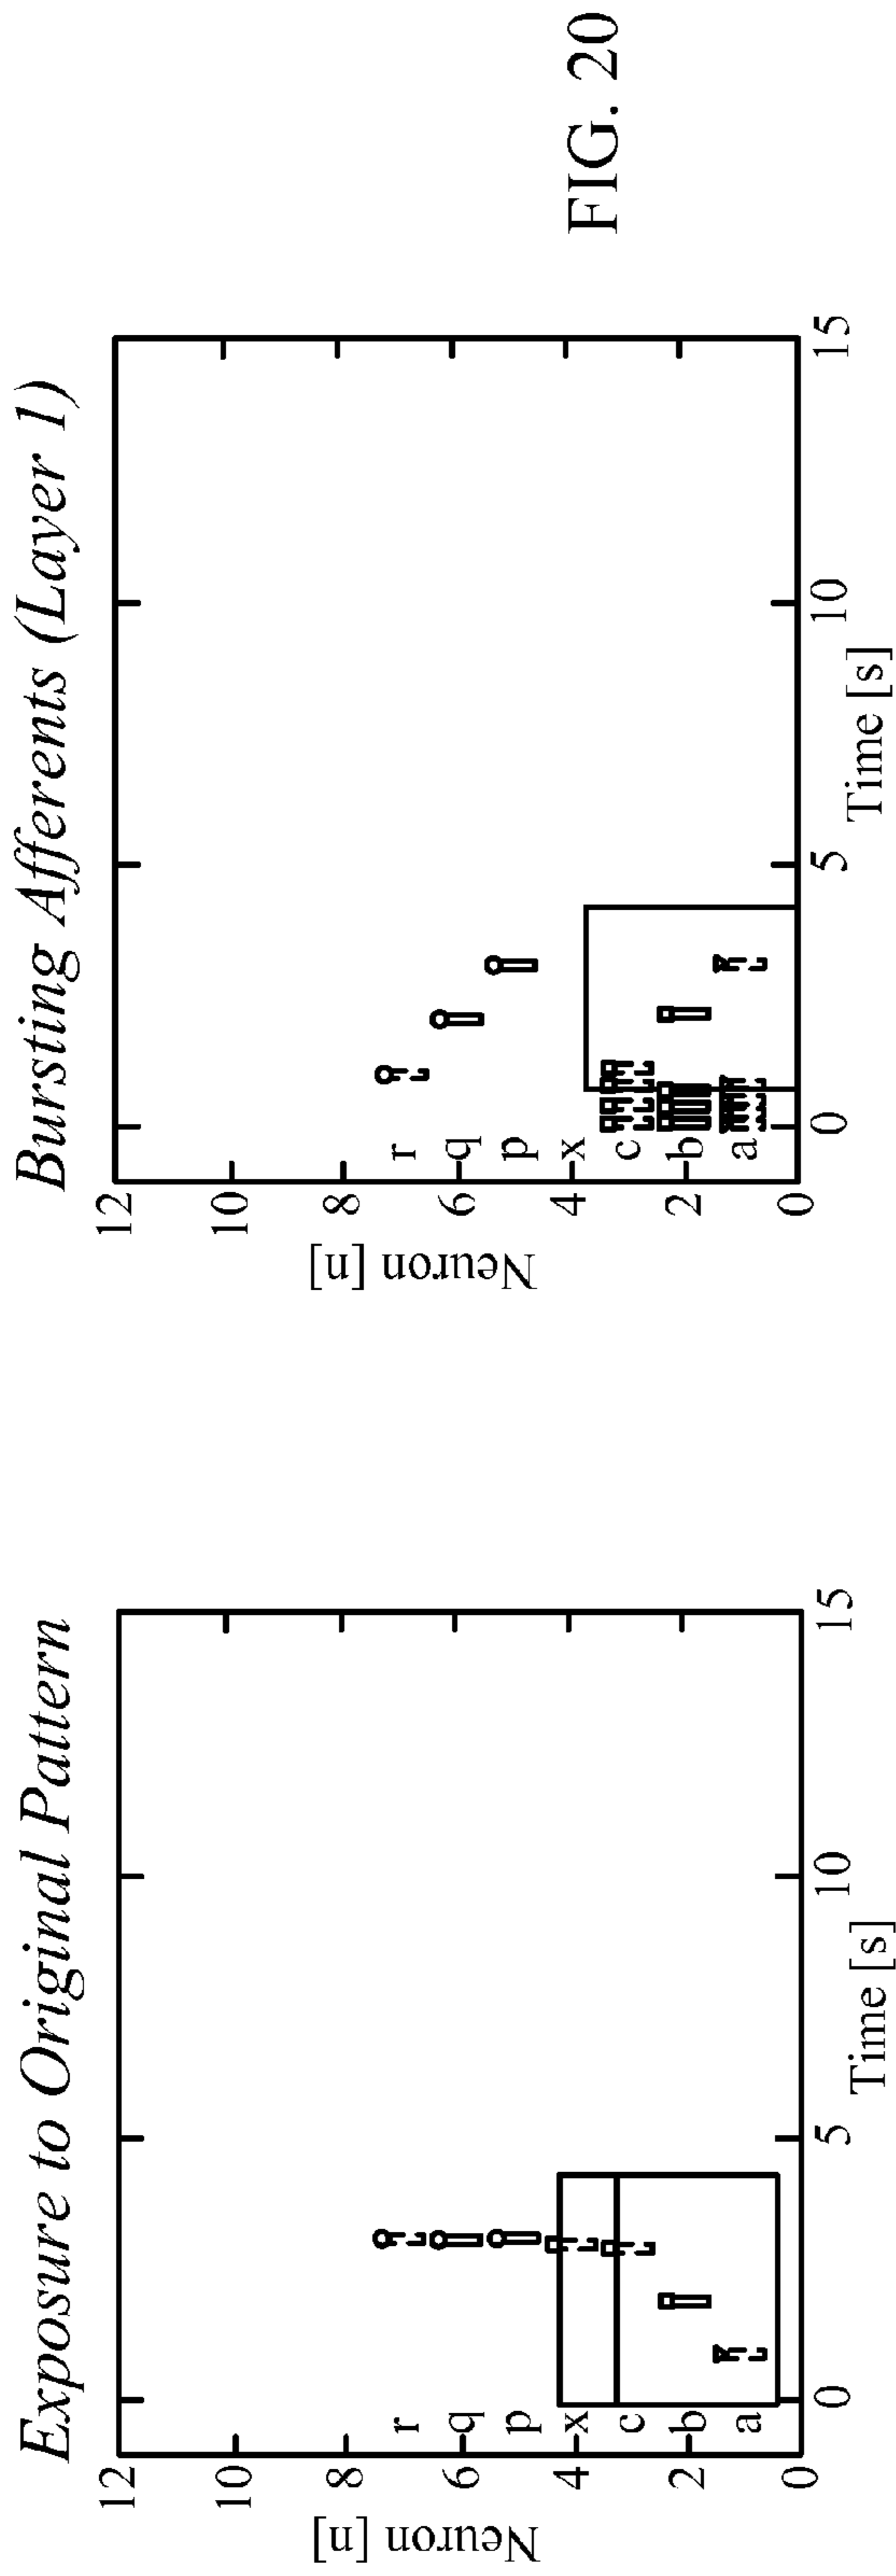 Exposure to Original Pattern
Neuron [n]
12
10
8
6
4
2
0
r
q
p
x
c
b
a
0
5
10
15
Time [s]
Bursting Afferents (Layer 1)
Neuron [n]
12
10
8
6
4
2
0
r
q
p
x
c
b
a
0
5
10
15
Time [s]
FIG. 20